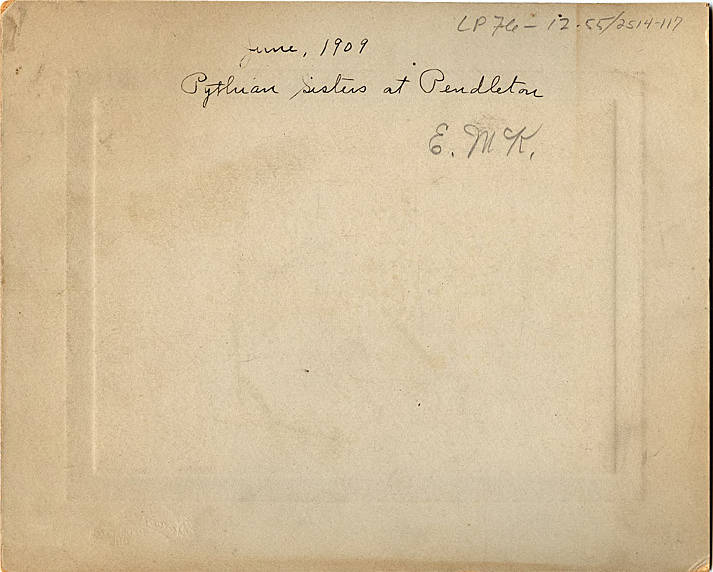 LP76-12.55/2514-117
June, 1909
Pythian Sisters at Pendleton
E. McK.